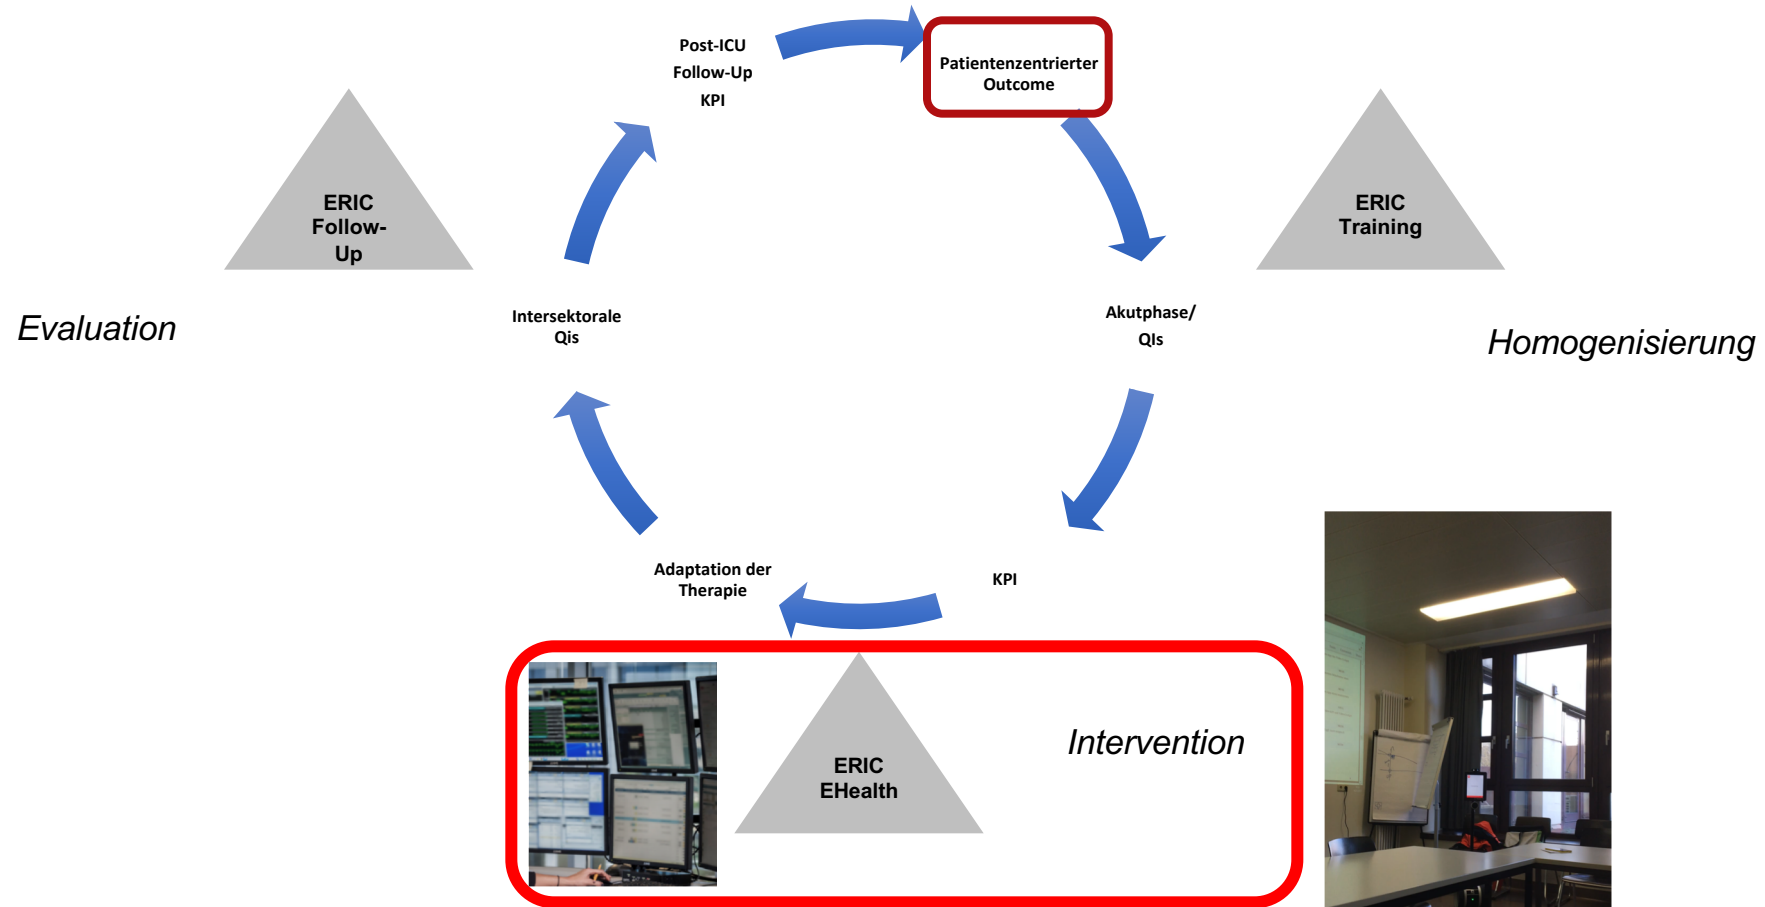 Post-ICU
Follow-Up
KPI
Patientenzentrierter
Outcome
ERIC
Follow-
Up
ERIC
Training
Evaluation
Intersektorale
Qis
Akutphase/
QIs
Homogenisierung
Adaptation der
Therapie
KPI
ERIC
EHealth
Intervention